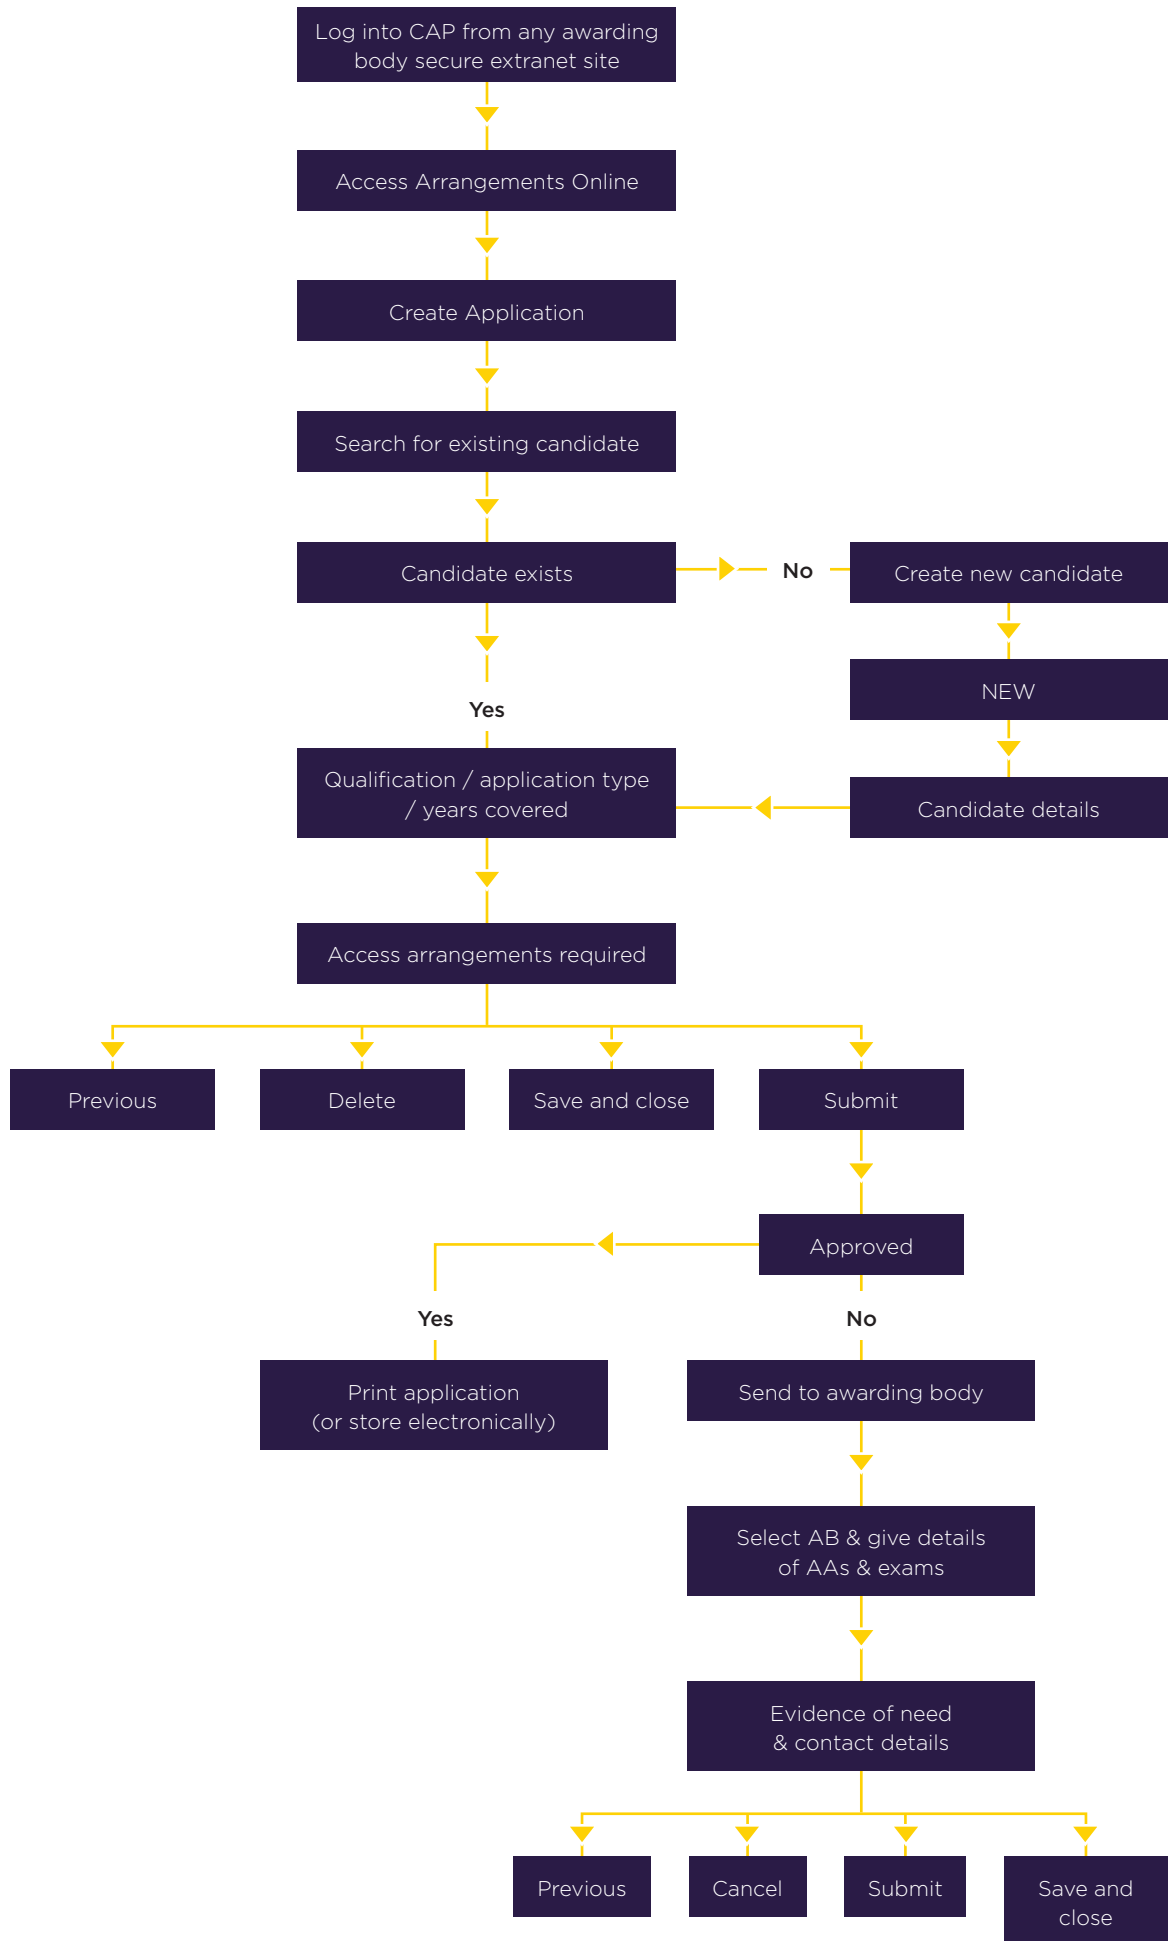 Log into CAP from any awarding
body secure extranet site
Access Arrangements Online
Create Application
Search for existing candidate
Candidate exists
No
Create new candidate
NEW
Yes
Qualification / application type
/ years covered
Candidate details
Access arrangements required
Previous
Delete
Save and close
Submit
Approved
Yes
No
Print application
(or store electronically)
Send to awarding body
Select AB & give details
of AAs & exams
Evidence of need
& contact details
Previous
Cancel
Submit
Save and
close